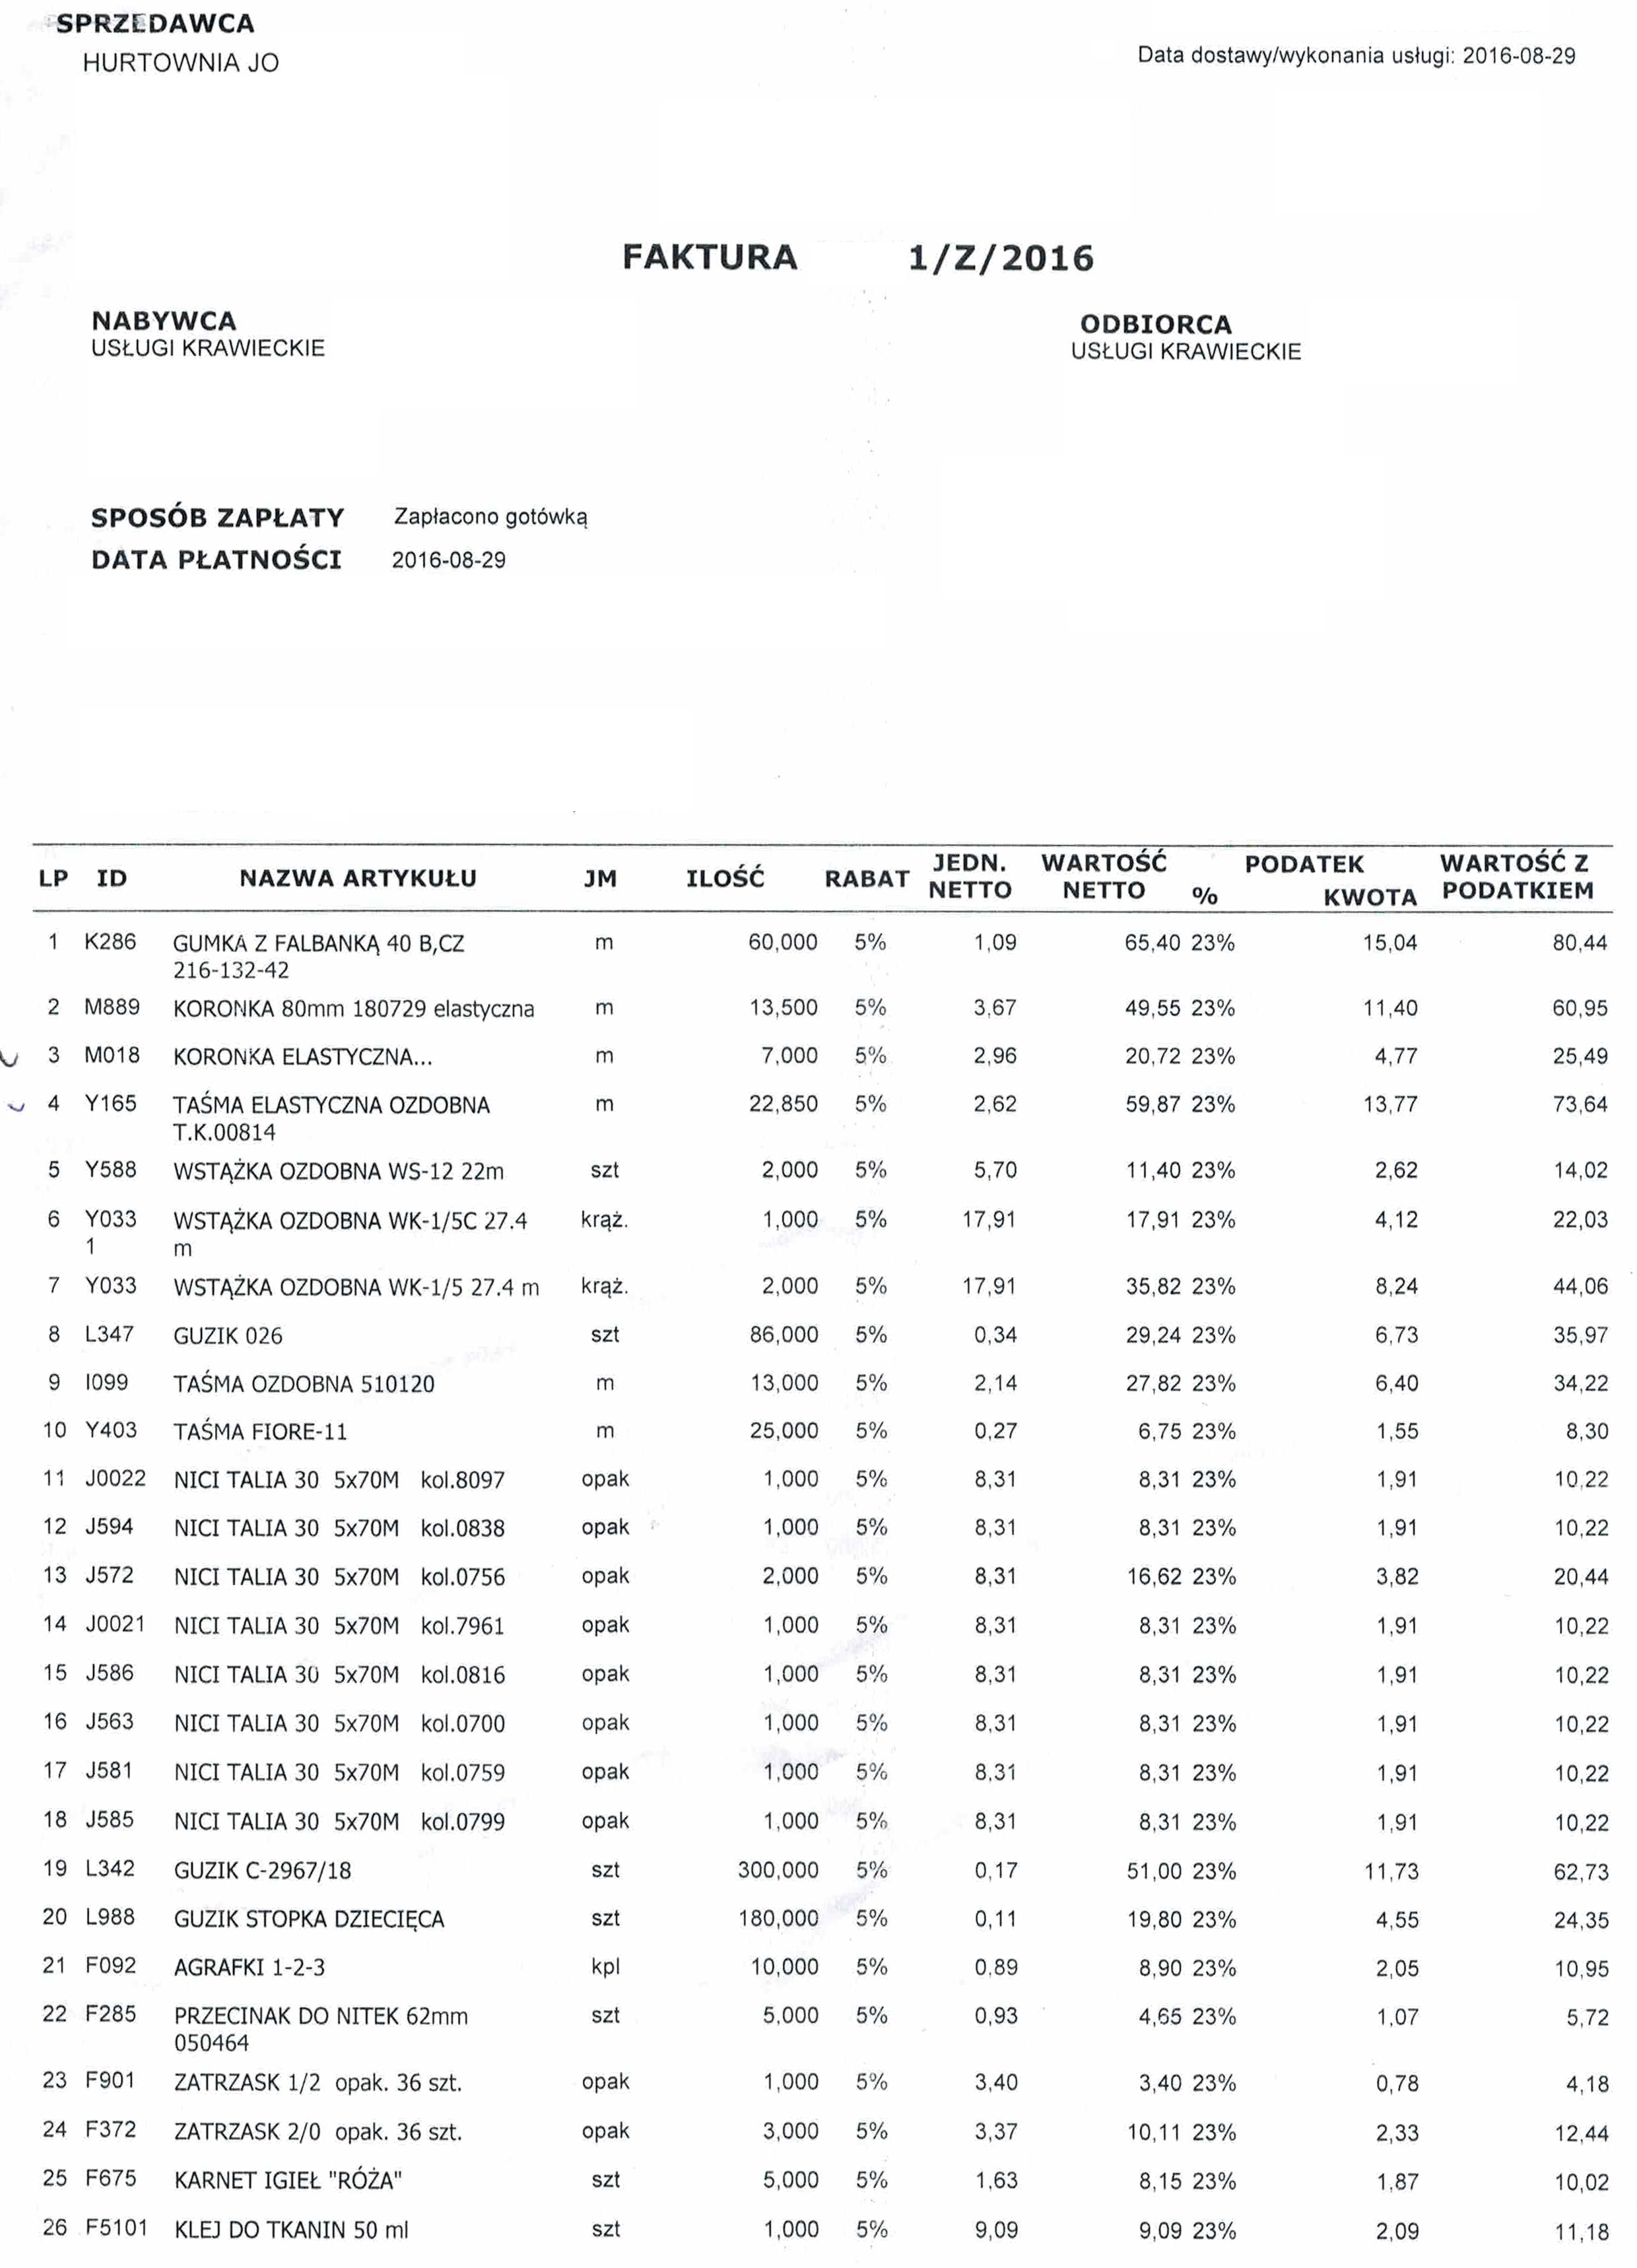 SPRZEDAWCA
HURTOWNIA JO
Data dostawy/wykonania usługi: 2016-08-29
FAKTURA 1/Z/2016
NABYWCA
USŁUGI KRAWIECKIE
ODBIORCA
USŁUGI KRAWIECKIE
SPOSÓB ZAPŁATY Zapłacono gotówką
DATA PŁATNOŚCI 2016-08-29
LP ID NAZWA ARTYKUŁU JM ILOŚĆ RABAT JEDN. NETTO WARTOŚĆ NETTO PODATEK % KWOTA WARTOŚĆ Z PODATKIEM
1 K286 GUMKA Z FALBANKĄ 40 B,CZ m 60,000 5% 1,09 65,40 23% 15,04 80,44
216-132-42
2 M889 KORONKA 80mm 180729 elastyczna m 13,500 5% 3,67 49,55 23% 11,40 60,95
3 M018 KORONKA ELASTYCZNA... m 7,000 5% 2,96 20,72 23% 4,77 25,49
4 Y165 TAŚMA ELASTYCZNA OZDOBNA m 22,850 5% 2,62 59,87 23% 13,77 73,64
T.K.00814
5 Y588 WSTĄŻKA OZDOBNA WS-12 22m szt 2,000 5% 5,70 11,40 23% 2,62 14,02
6 Y033 WSTĄŻKA OZDOBNA WK-1/5C 27.4 krąż. 1,000 5% 17,91 17,91 23% 4,12 22,03
1 m
7 Y033 WSTĄŻKA OZDOBNA WK-1/5 27.4 m krąż. 2,000 5% 17,91 35,82 23% 8,24 44,06
8 L347 GUZIK 026 szt 86,000 5% 0,34 29,24 23% 6,73 35,97
9 I099 TAŚMA OZDOBNA 510120 m 13,000 5% 2,14 27,82 23% 6,40 34,22
10 Y403 TAŚMA FIORE-11 m 25,000 5% 0,27 6,75 23% 1,55 8,30
11 J0022 NICI TALIA 30 5x70M kol.8097 opak 1,000 5% 8,31 8,31 23% 1,91 10,22
12 J594 NICI TALIA 30 5x70M kol.0838 opak 1,000 5% 8,31 8,31 23% 1,91 10,22
13 J572 NICI TALIA 30 5x70M kol.0756 opak 2,000 5% 8,31 16,62 23% 3,82 20,44
14 J0021 NICI TALIA 30 5x70M kol.7961 opak 1,000 5% 8,31 8,31 23% 1,91 10,22
15 J586 NICI TALIA 30 5x70M kol.0816 opak 1,000 5% 8,31 8,31 23% 1,91 10,22
16 J563 NICI TALIA 30 5x70M kol.0700 opak 1,000 5% 8,31 8,31 23% 1,91 10,22
17 J581 NICI TALIA 30 5x70M kol.0759 opak 1,000 5% 8,31 8,31 23% 1,91 10,22
18 J585 NICI TALIA 30 5x70M kol.0799 opak 1,000 5% 8,31 8,31 23% 1,91 10,22
19 L342 GUZIK C-2967/18 szt 300,000 5% 0,17 51,00 23% 11,73 62,73
20 L988 GUZIK STOPKA DZIECIĘCA szt 180,000 5% 0,11 19,80 23% 4,55 24,35
21 F092 AGRAFKI 1-2-3 kpl 10,000 5% 0,89 8,90 23% 2,05 10,95
22 F285 PRZECINAK DO NITEK 62mm szt 5,000 5% 0,93 4,65 23% 1,07 5,72
050464
23 F901 ZATRZASK 1/2 opak. 36 szt. opak 1,000 5% 3,40 3,40 23% 0,78 4,18
24 F372 ZATRZASK 2/0 opak. 36 szt. opak 3,000 5% 3,37 10,11 23% 2,33 12,44
25 F675 KARNET IGIEŁ "RÓŻA" szt 5,000 5% 1,63 8,15 23% 1,87 10,02
26 F5101 KLEJ DO TKANIN 50 ml szt 1,000 5% 9,09 9,09 23% 2,09 11,18